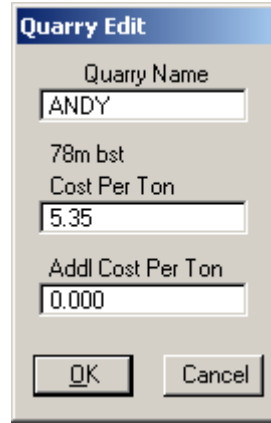 Quarry Edit
Quarry Name
ANDY
78m bst
Cost Per Ton
5.35
Addl Cost Per Ton
0.000
OK Cancel